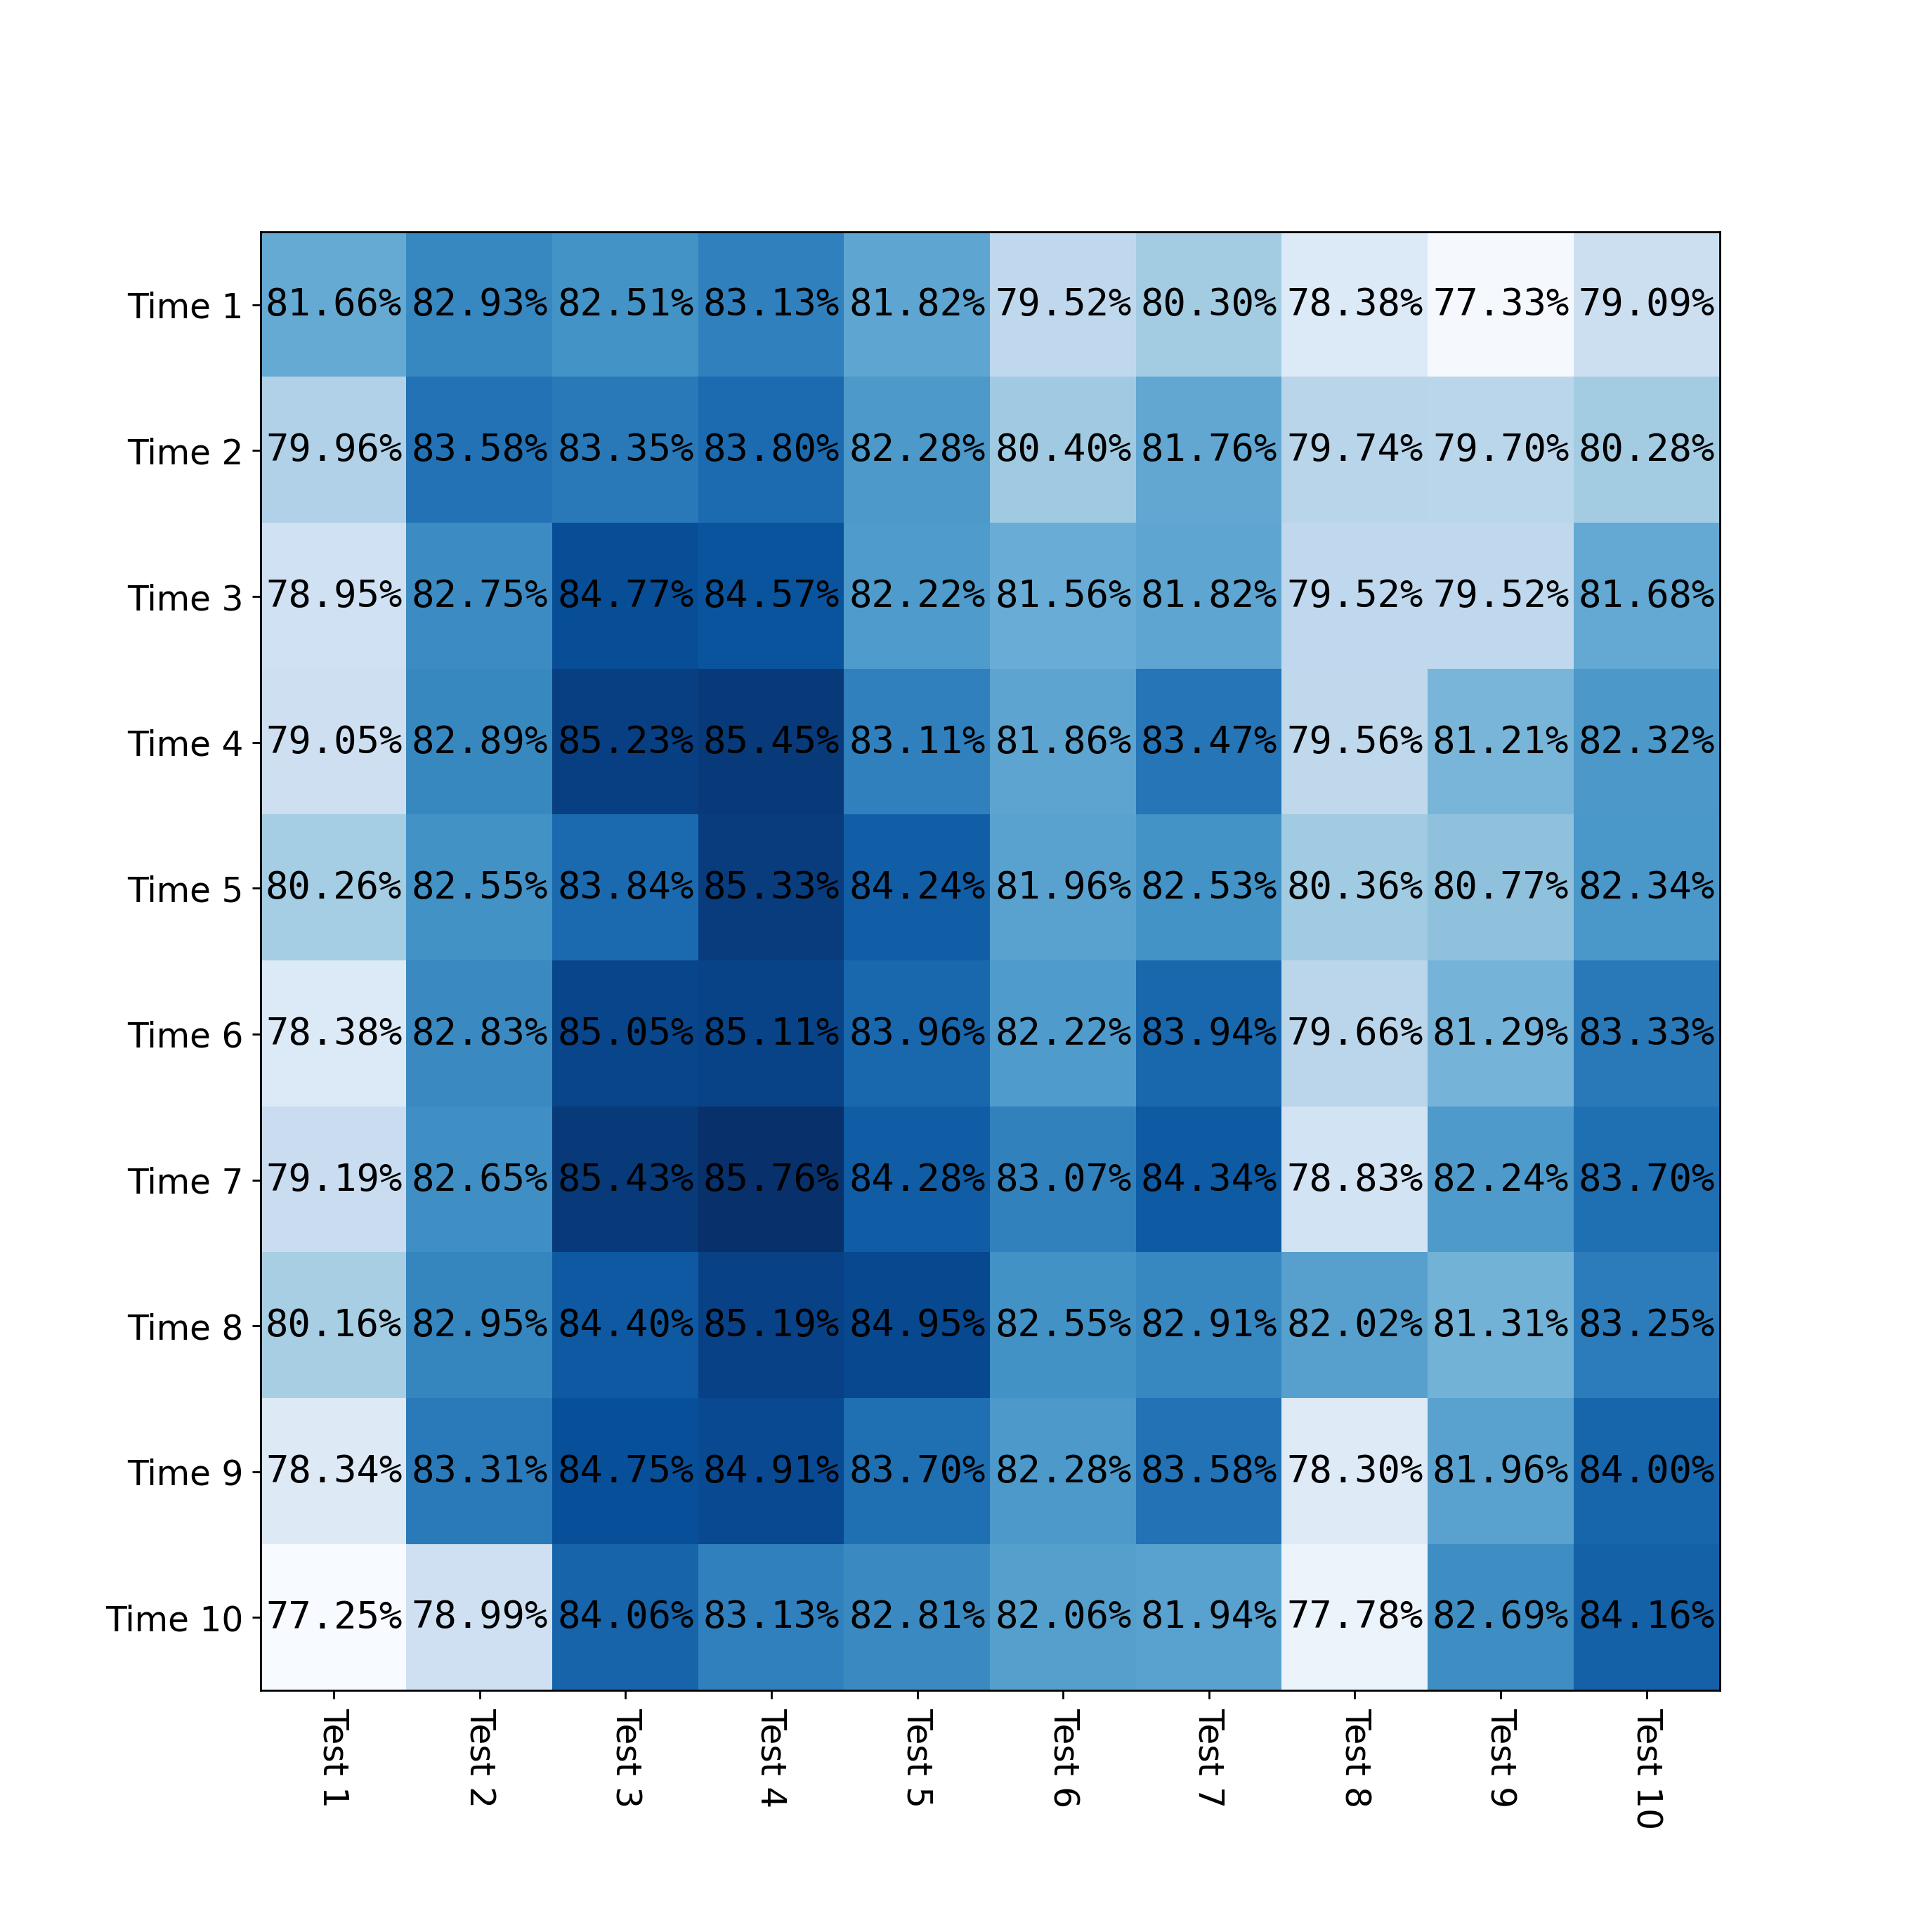 Time 1 81.66% 82.93% 82.51% 83.13% 81.82% 79.52% 80.30% 78.38% 77.33% 79.09%
Time 2 79.96% 83.58% 83.35% 83.80% 82.28% 80.40% 81.76% 79.74% 79.70% 80.28%
Time 3 78.95% 82.75% 84.77% 84.57% 82.22% 81.56% 81.82% 79.52% 79.52% 81.68%
Time 4 79.05% 82.89% 85.23% 85.45% 83.11% 81.86% 83.47% 79.56% 81.21% 82.32%
Time 5 80.26% 82.55% 83.84% 85.33% 84.24% 81.96% 82.53% 80.36% 80.77% 82.34%
Time 6 78.38% 82.83% 85.05% 85.11% 83.96% 82.22% 83.94% 79.66% 81.29% 83.33%
Time 7 79.19% 82.65% 85.43% 85.76% 84.28% 83.07% 84.34% 78.83% 82.24% 83.70%
Time 8 80.16% 82.95% 84.40% 85.19% 84.95% 82.55% 82.91% 82.02% 81.31% 83.25%
Time 9 78.34% 83.31% 84.75% 84.91% 83.70% 82.28% 83.58% 78.30% 81.96% 84.00%
Time 10 77.25% 78.99% 84.06% 83.13% 82.81% 82.06% 81.94% 77.78% 82.69% 84.16%
Test 1 Test 2 Test 3 Test 4 Test 5 Test 6 Test 7 Test 8 Test 9 Test 10